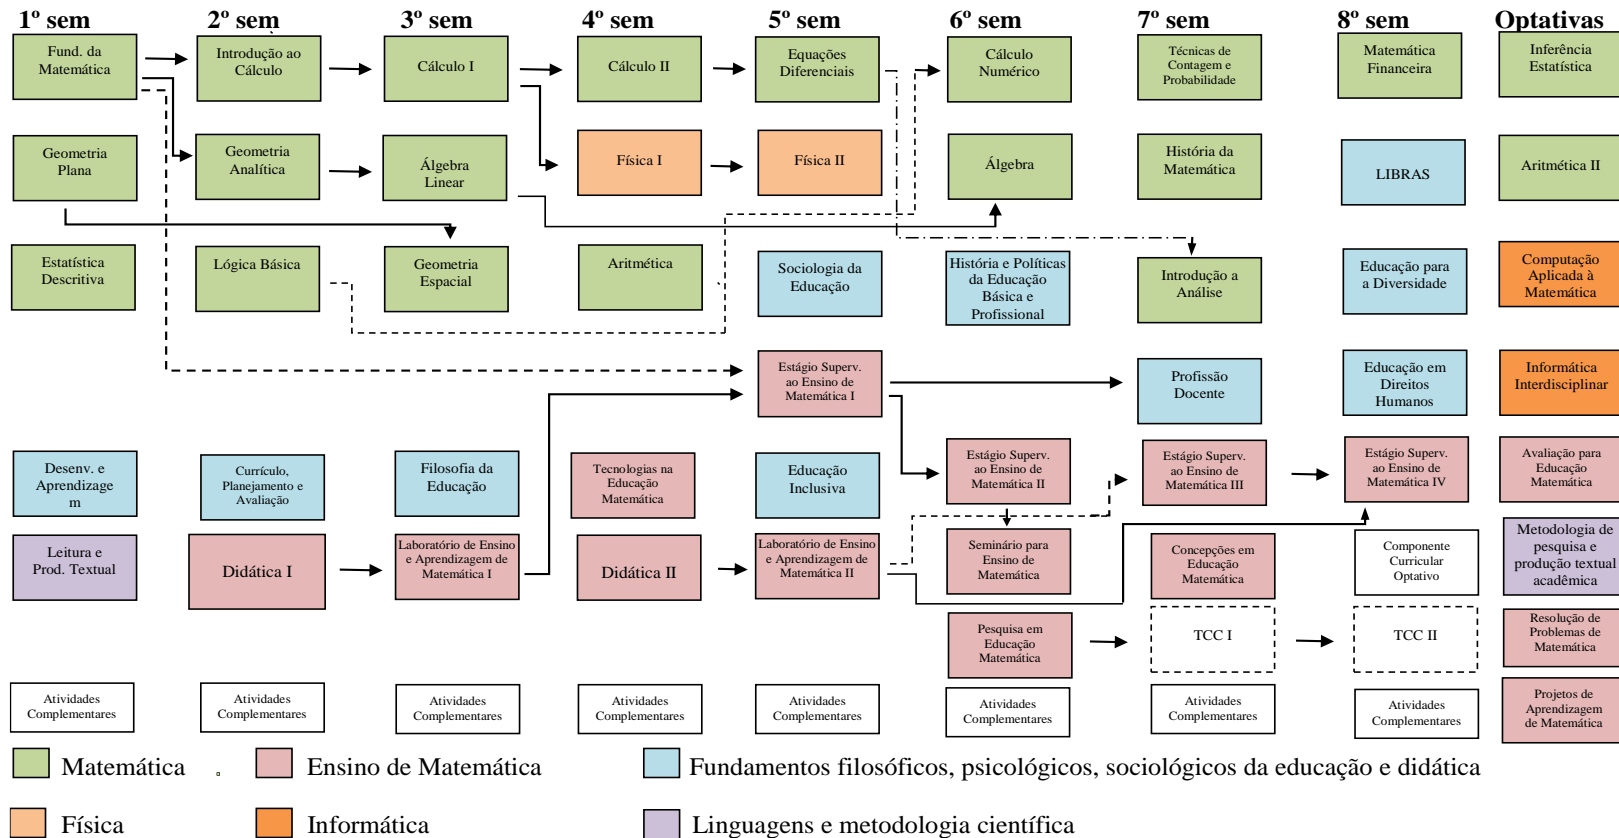 1º sem 2º sem 3º sem 4º sem 5º sem 6º sem 7º sem 8º sem Optativas
Fund. da
Matemática
Introdução ao
Cálculo
Cálculo I
Cálculo II
Equações
Diferenciais
Cálculo
Numérico
Técnicas de
Contagem e
Probabilidade
Matemática
Financeira
Inferência
Estatística
Geometria
Plana
Geometria
Analítica
Álgebra
Linear
Física I
Física II
Álgebra
História da
Matemática
LIBRAS
Aritmética II
Estatística
Descritiva
Lógica Básica
Geometria
Espacial
Aritmética
Sociologia da
Educação
História e Políticas
da Educação
Básica e
Profissional
Introdução a
Análise
Educação para
a Diversidade
Computação
Aplicada à
Matemática
Estágio Superv.
ao Ensino de
Matemática I
Profissão
Docente
Educação em
Direitos
Humanos
Informática
Interdisciplinar
Desenv. e
Aprendizage
m
Currículo,
Planejamento e
Avaliação
Filosofia da
Educação
Tecnologias na
Educação
Matemática
Educação
Inclusiva
Estágio Superv.
ao Ensino de
Matemática II
Estágio Superv.
ao Ensino de
Matemática III
Estágio Superv.
ao Ensino de
Matemática IV
Avaliação para
Educação
Matemática
Leitura e
Prod. Textual
Didática I
Laboratório de Ensino
e Aprendizagem de
Matemática I
Didática II
Laboratório de Ensino
e Aprendizagem de
Matemática II
Seminário para
Ensino de
Matemática
Concepções em
Educação
Matemática
Componente
Curricular
Optativo
Metodologia de
pesquisa e
produção textual
acadêmica
Pesquisa em
Educação
Matemática
TCC I
TCC II
Resolução de
Problemas de
Matemática
Atividades
Complementares
Atividades
Complementares
Atividades
Complementares
Atividades
Complementares
Atividades
Complementares
Atividades
Complementares
Atividades
Complementares
Atividades
Complementares
Projetos de
Aprendizagem
de Matemática
Matemática
Ensino de Matemática
Fundamentos filosóficos, psicológicos, sociológicos da educação e didática
Física
Informática
Linguagens e metodologia científica